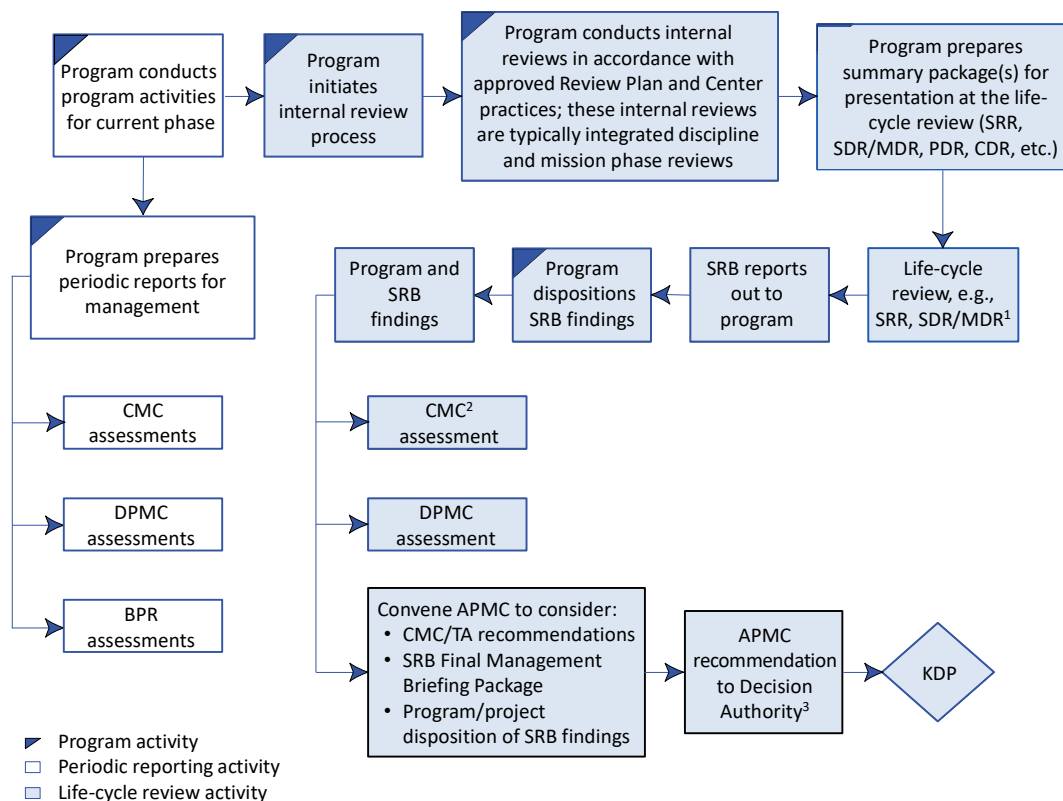 Program conducts
program activities
for current phase
Program
initiates
internal review
process
Program conducts internal
reviews in accordance with
approved Review Plan and Center
practices; these internal reviews
are typically integrated discipline
and mission phase reviews
Program prepares
summary package(s) for
presentation at the life-
cycle review (SRR,
SDR/MDR, PDR, CDR, etc.)
Program prepares
periodic reports for
management
Program and
SRB
findings
Program
dispositions
SRB findings
SRB reports
out to
program
Life-cycle
review, e.g.,
SRR, SDR/MDR¹
CMC
assessments
CMC²
assessment
DPMC
assessments
DPMC
assessment
BPR
assessments
Convene APMC to consider:
• CMC/TA recommendations
• SRB Final Management
Briefing Package
• Program/project
disposition of SRB findings
APMC
recommendation
to Decision
Authority³
KDP
Program activity
Periodic reporting activity
Life-cycle review activity